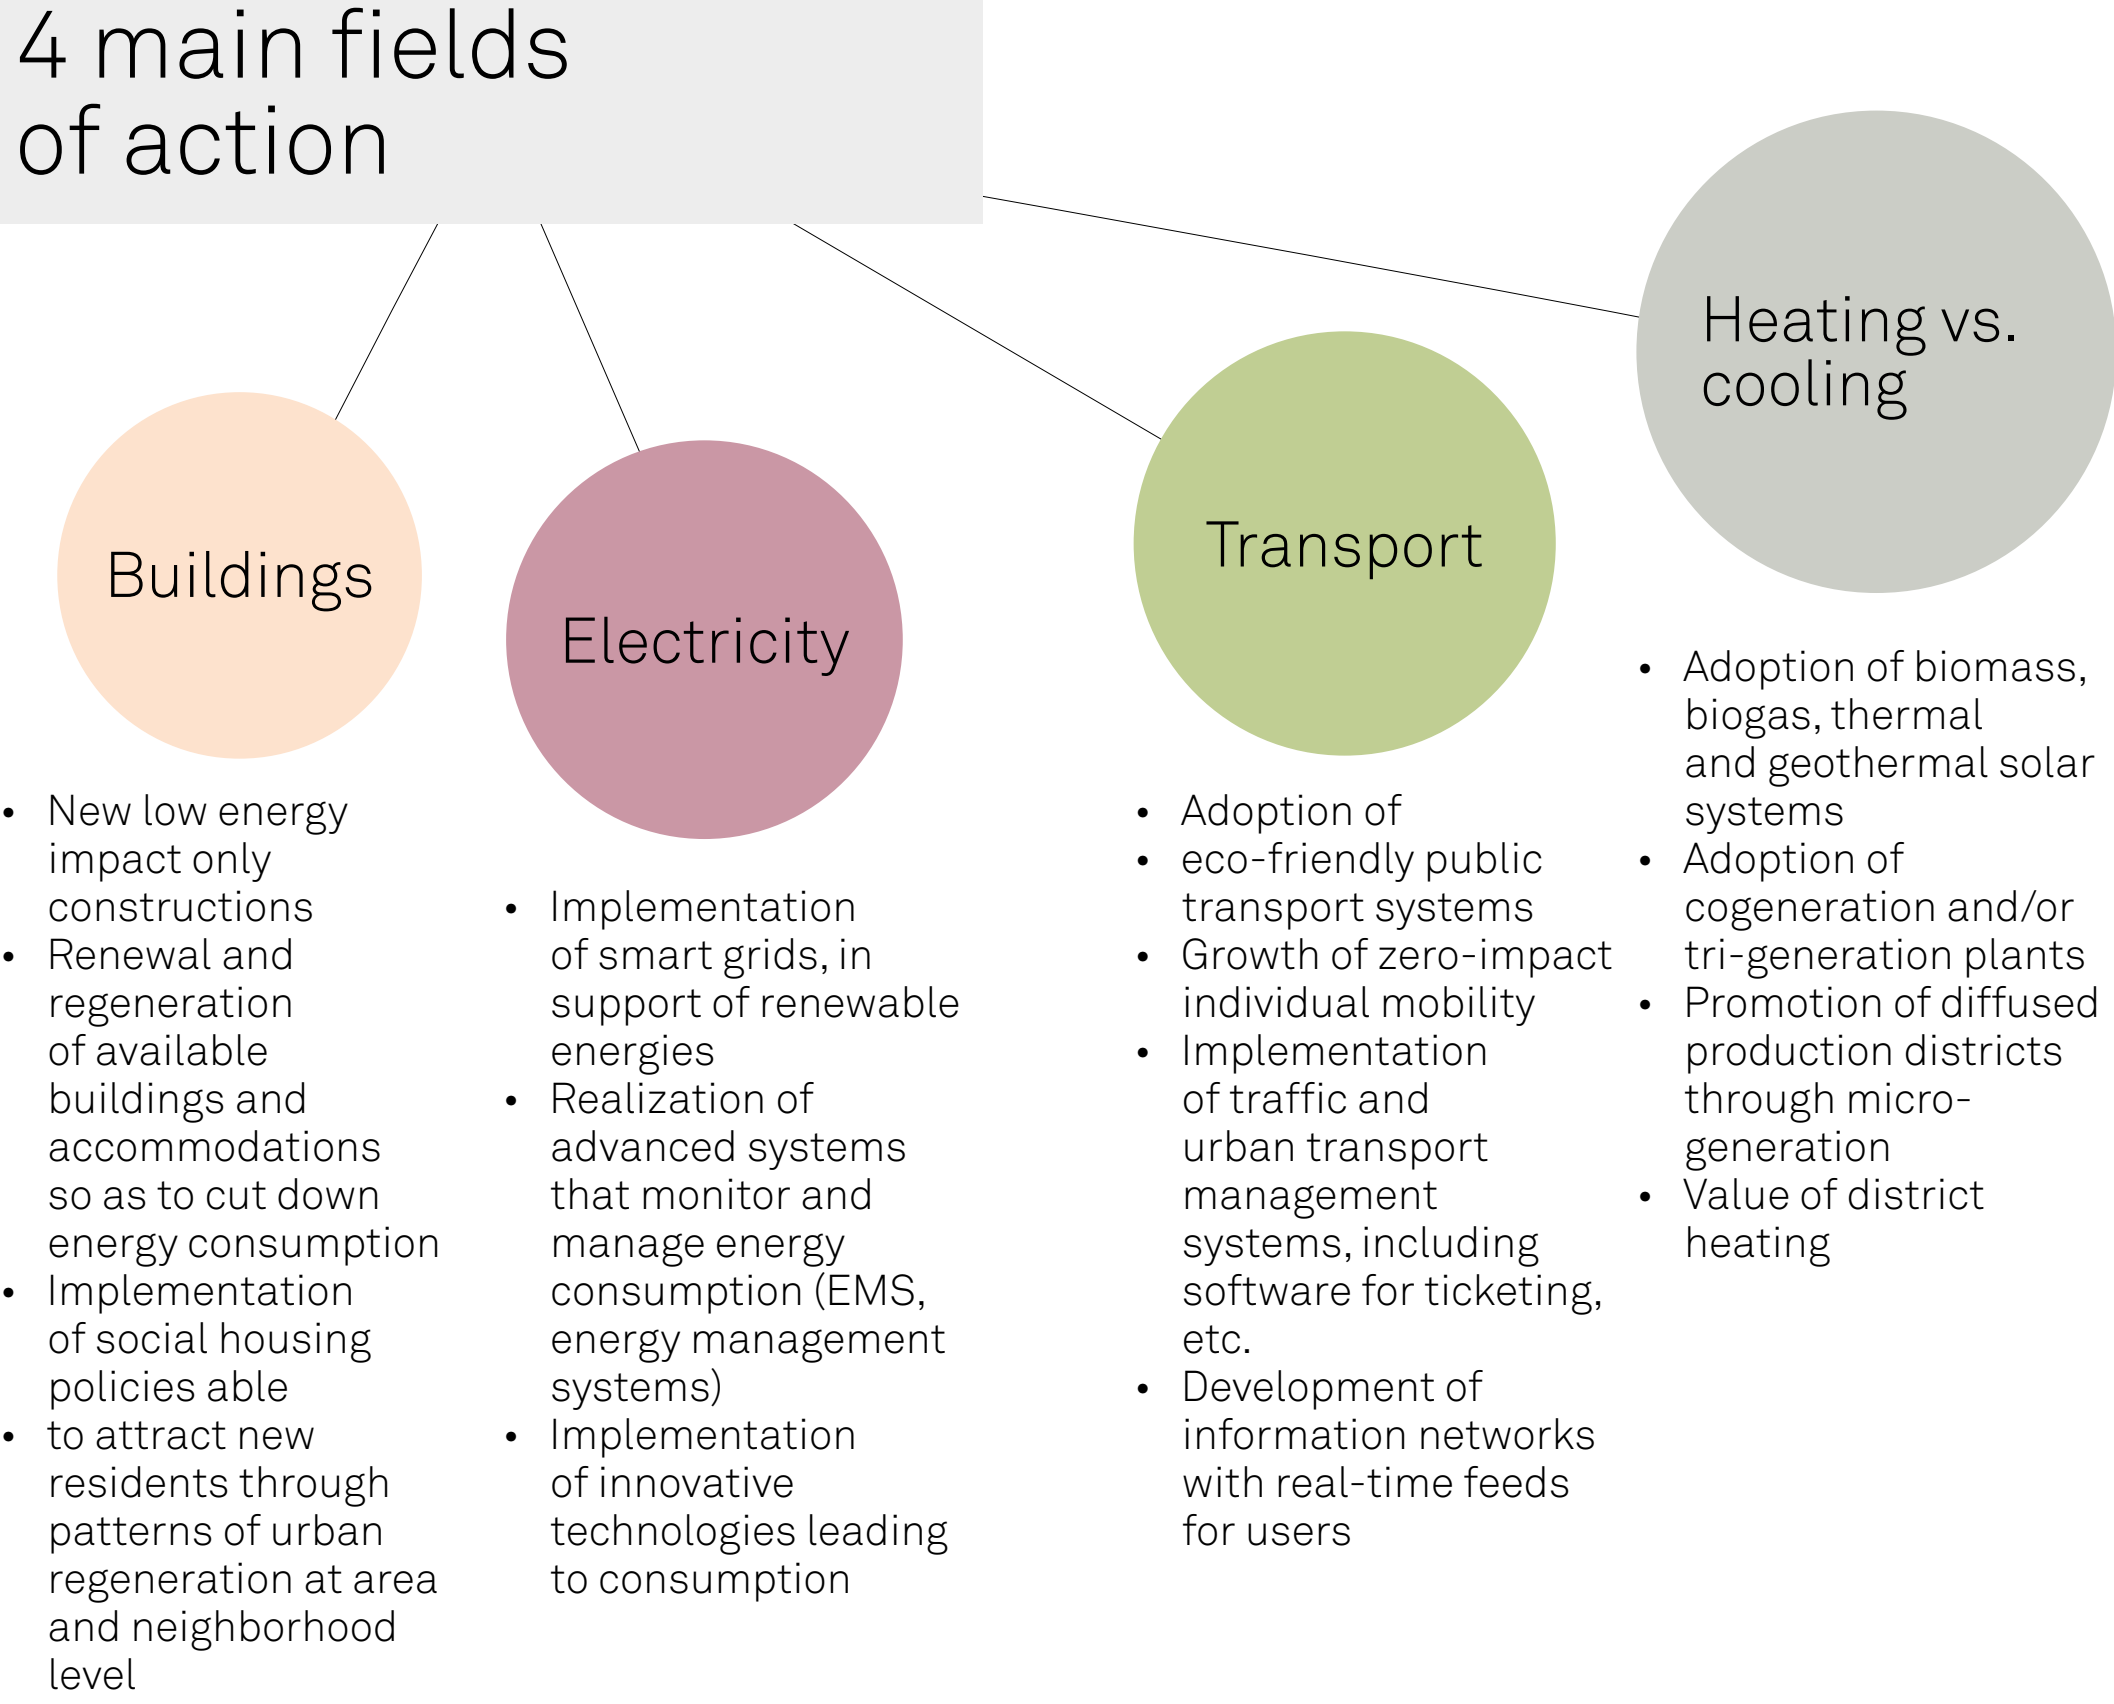 4 main fields
of action
Buildings
• New low energy
impact only
constructions
• Renewal and
regeneration
of available
buildings and
accommodations
so as to cut down
energy consumption
• Implementation
of social housing
policies able
• to attract new
residents through
patterns of urban
regeneration at area
and neighborhood
level
Electricity
• Implementation
of smart grids, in
support of renewable
energies
• Realization of
advanced systems
that monitor and
manage energy
consumption (EMS,
energy management
systems)
• Implementation
of innovative
technologies leading
to consumption
Transport
• Adoption of
• eco-friendly public
transport systems
• Growth of zero-impact
individual mobility
• Implementation
of traffic and
urban transport
management
systems, including
software for ticketing,
etc.
• Development of
information networks
with real-time feeds
for users
Heating vs.
cooling
• Adoption of biomass,
biogas, thermal
and geothermal solar
systems
• Adoption of
cogeneration and/or
tri-generation plants
• Promotion of diffused
production districts
through micro-
generation
• Value of district
heating